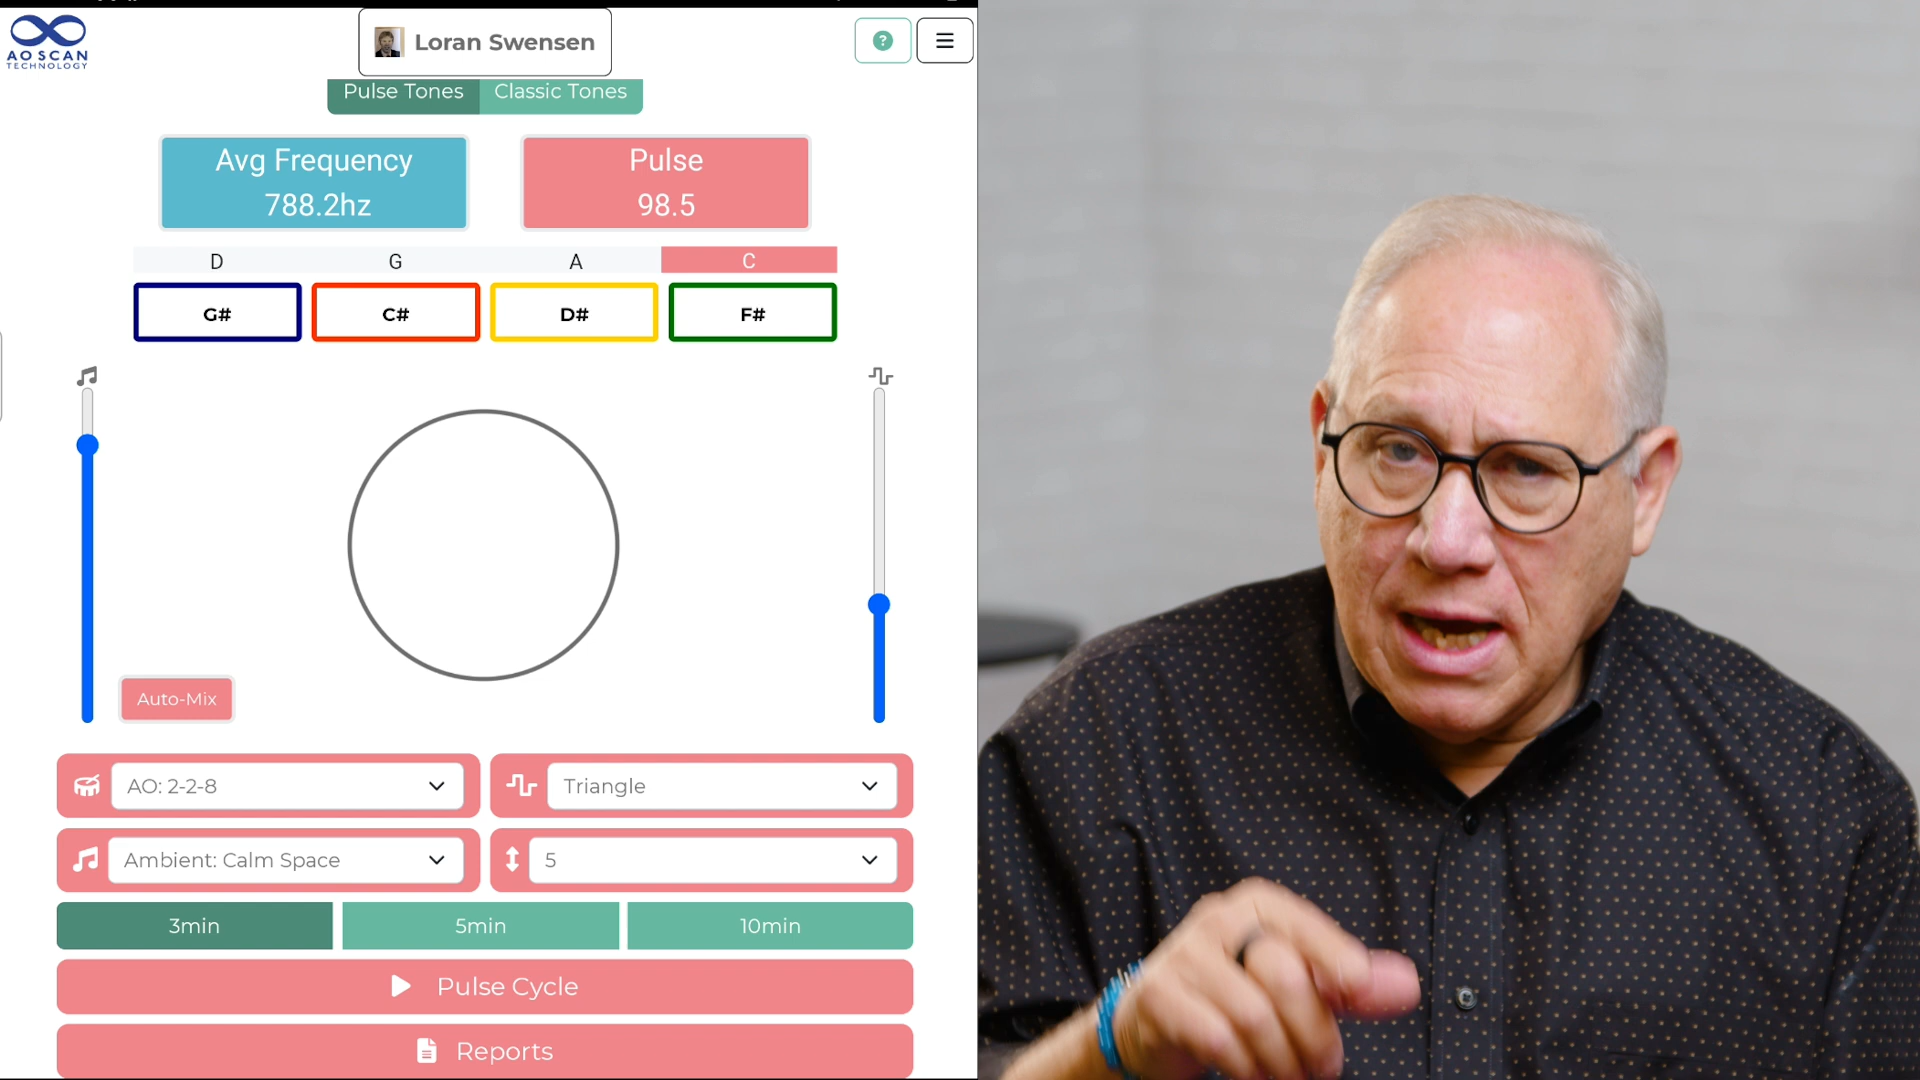 AO SCAN
TECHNOLOGY
Loran Swensen
?
Pulse Tones
Classic Tones
Avg Frequency
788.2hz
Pulse
98.5
D
G
A
C
G#
C#
D#
F#
Auto-Mix
AO: 2-2-8
Triangle
Ambient: Calm Space
5
3min
5min
10min
Pulse Cycle
Reports